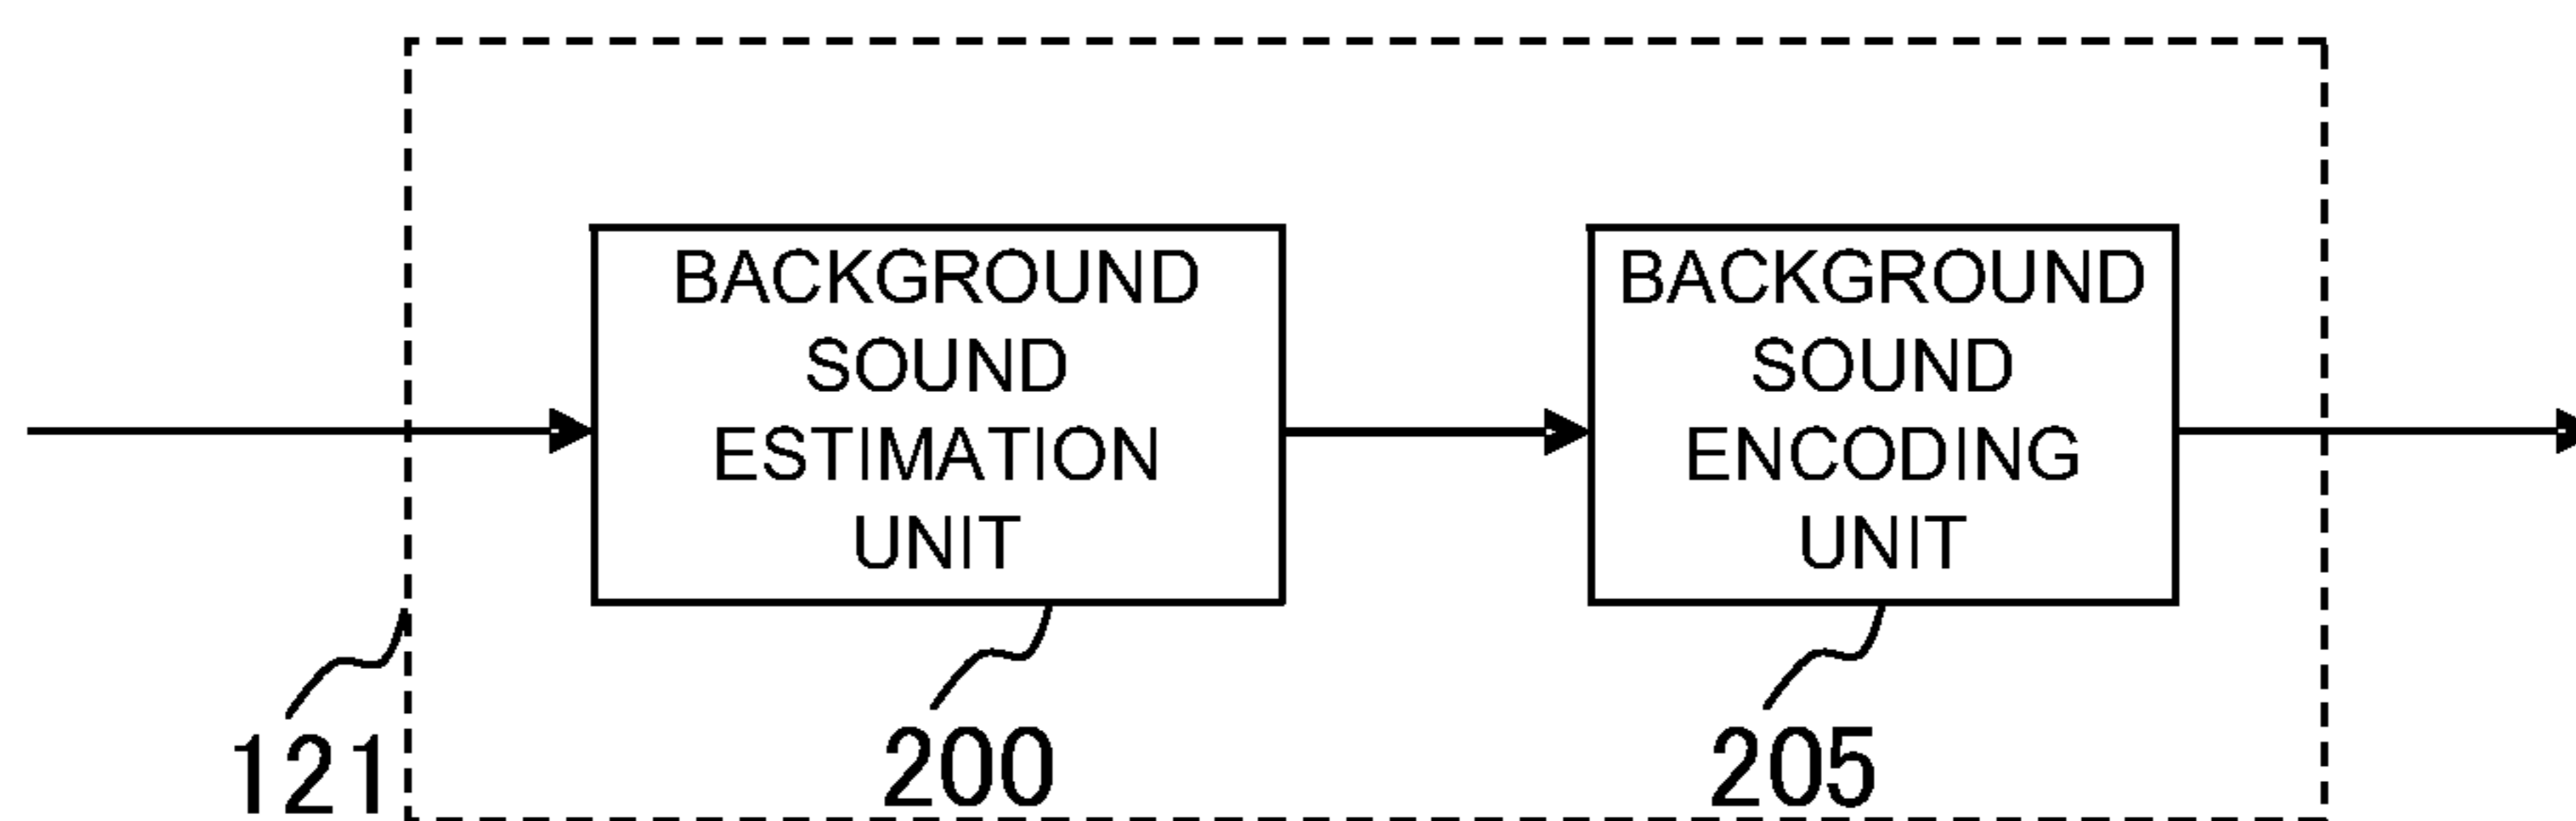 BACKGROUND
SOUND
ESTIMATION
UNIT
BACKGROUND
SOUND
ENCODING
UNIT
121
200
205